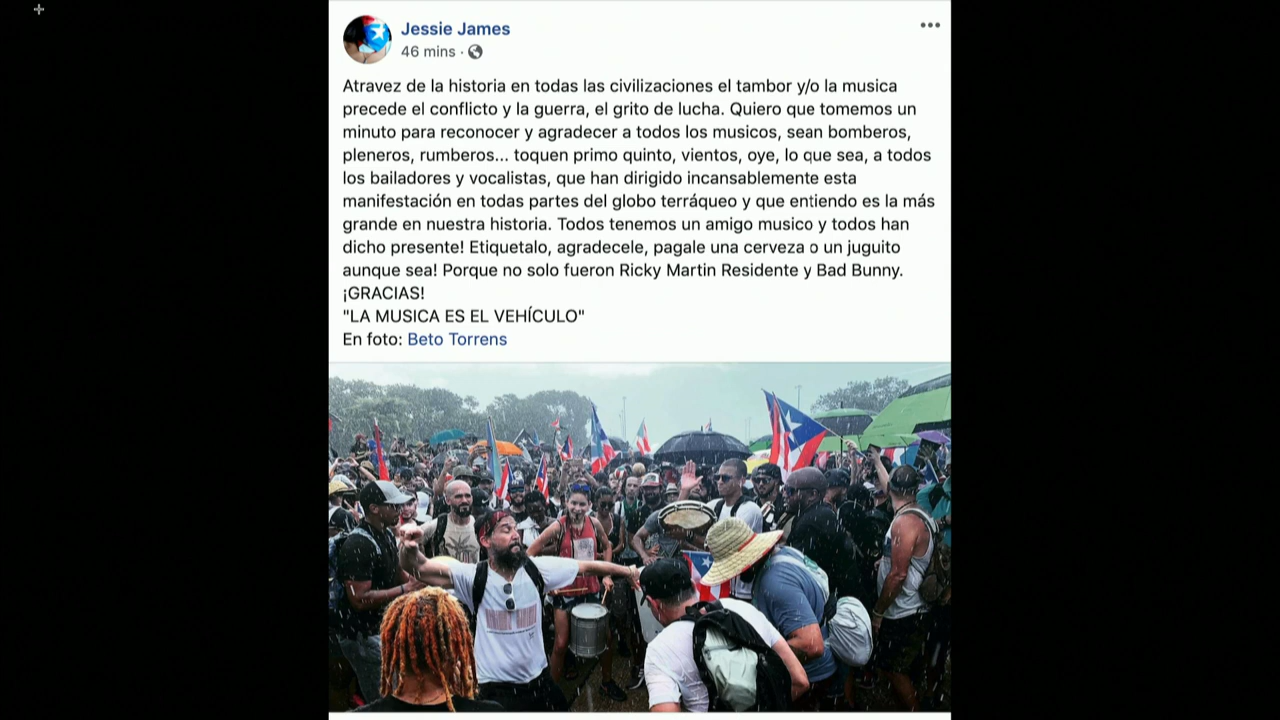 Jessie James
46 mins ·
Atravez de la historia en todas las civilizaciones el tambor y/o la musica
precede el conflicto y la guerra, el grito de lucha. Quiero que tomemos un
minuto para reconocer y agradecer a todos los musicos, sean bomberos,
pleneros, rumberos... toquen primo quinto, vientos, oye, lo que sea, a todos
los bailadores y vocalistas, que han dirigido incansablemente esta
manifestación en todas partes del globo terráqueo y que entiendo es la más
grande en nuestra historia. Todos tenemos un amigo musico y todos han
dicho presente! Etiquetalo, agradecele, pagale una cerveza o un juguito
aunque sea! Porque no solo fueron Ricky Martin Residente y Bad Bunny.
¡GRACIAS!
"LA MUSICA ES EL VEHÍCULO"
En foto: Beto Torrens